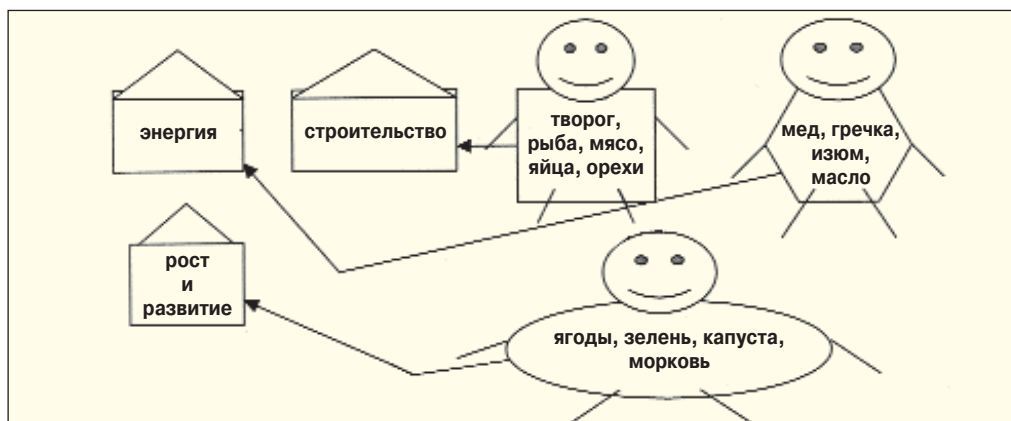 энергия
строительство
творог,
рыба, мясо,
яйца, орехи
мед, гречка,
изюм,
масло
рост
и
развитие
ягоды, зелень, капуста,
морковь